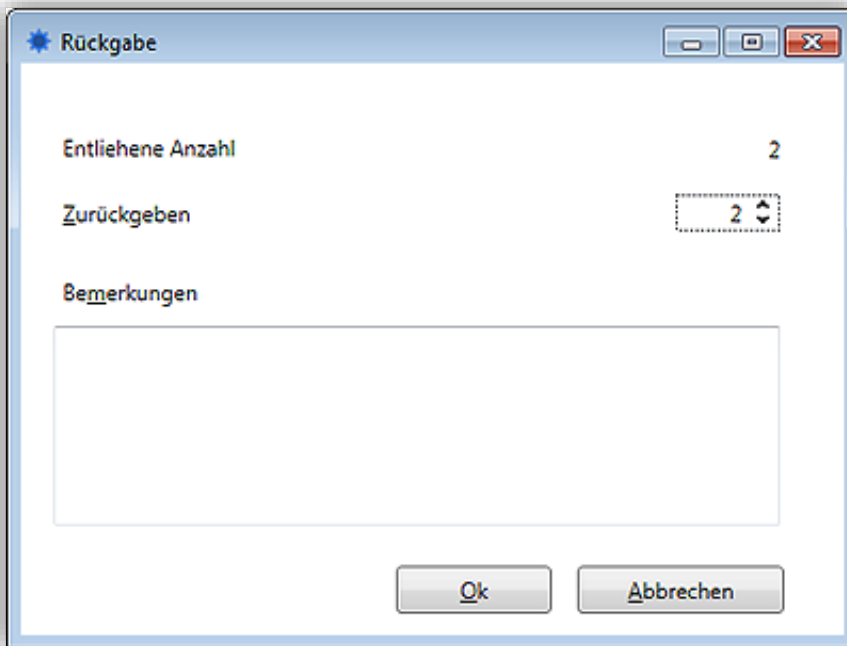 Rückgabe
Entliehene Anzahl 2
Zurückgeben 2
Bemerkungen
Ok Abbrechen